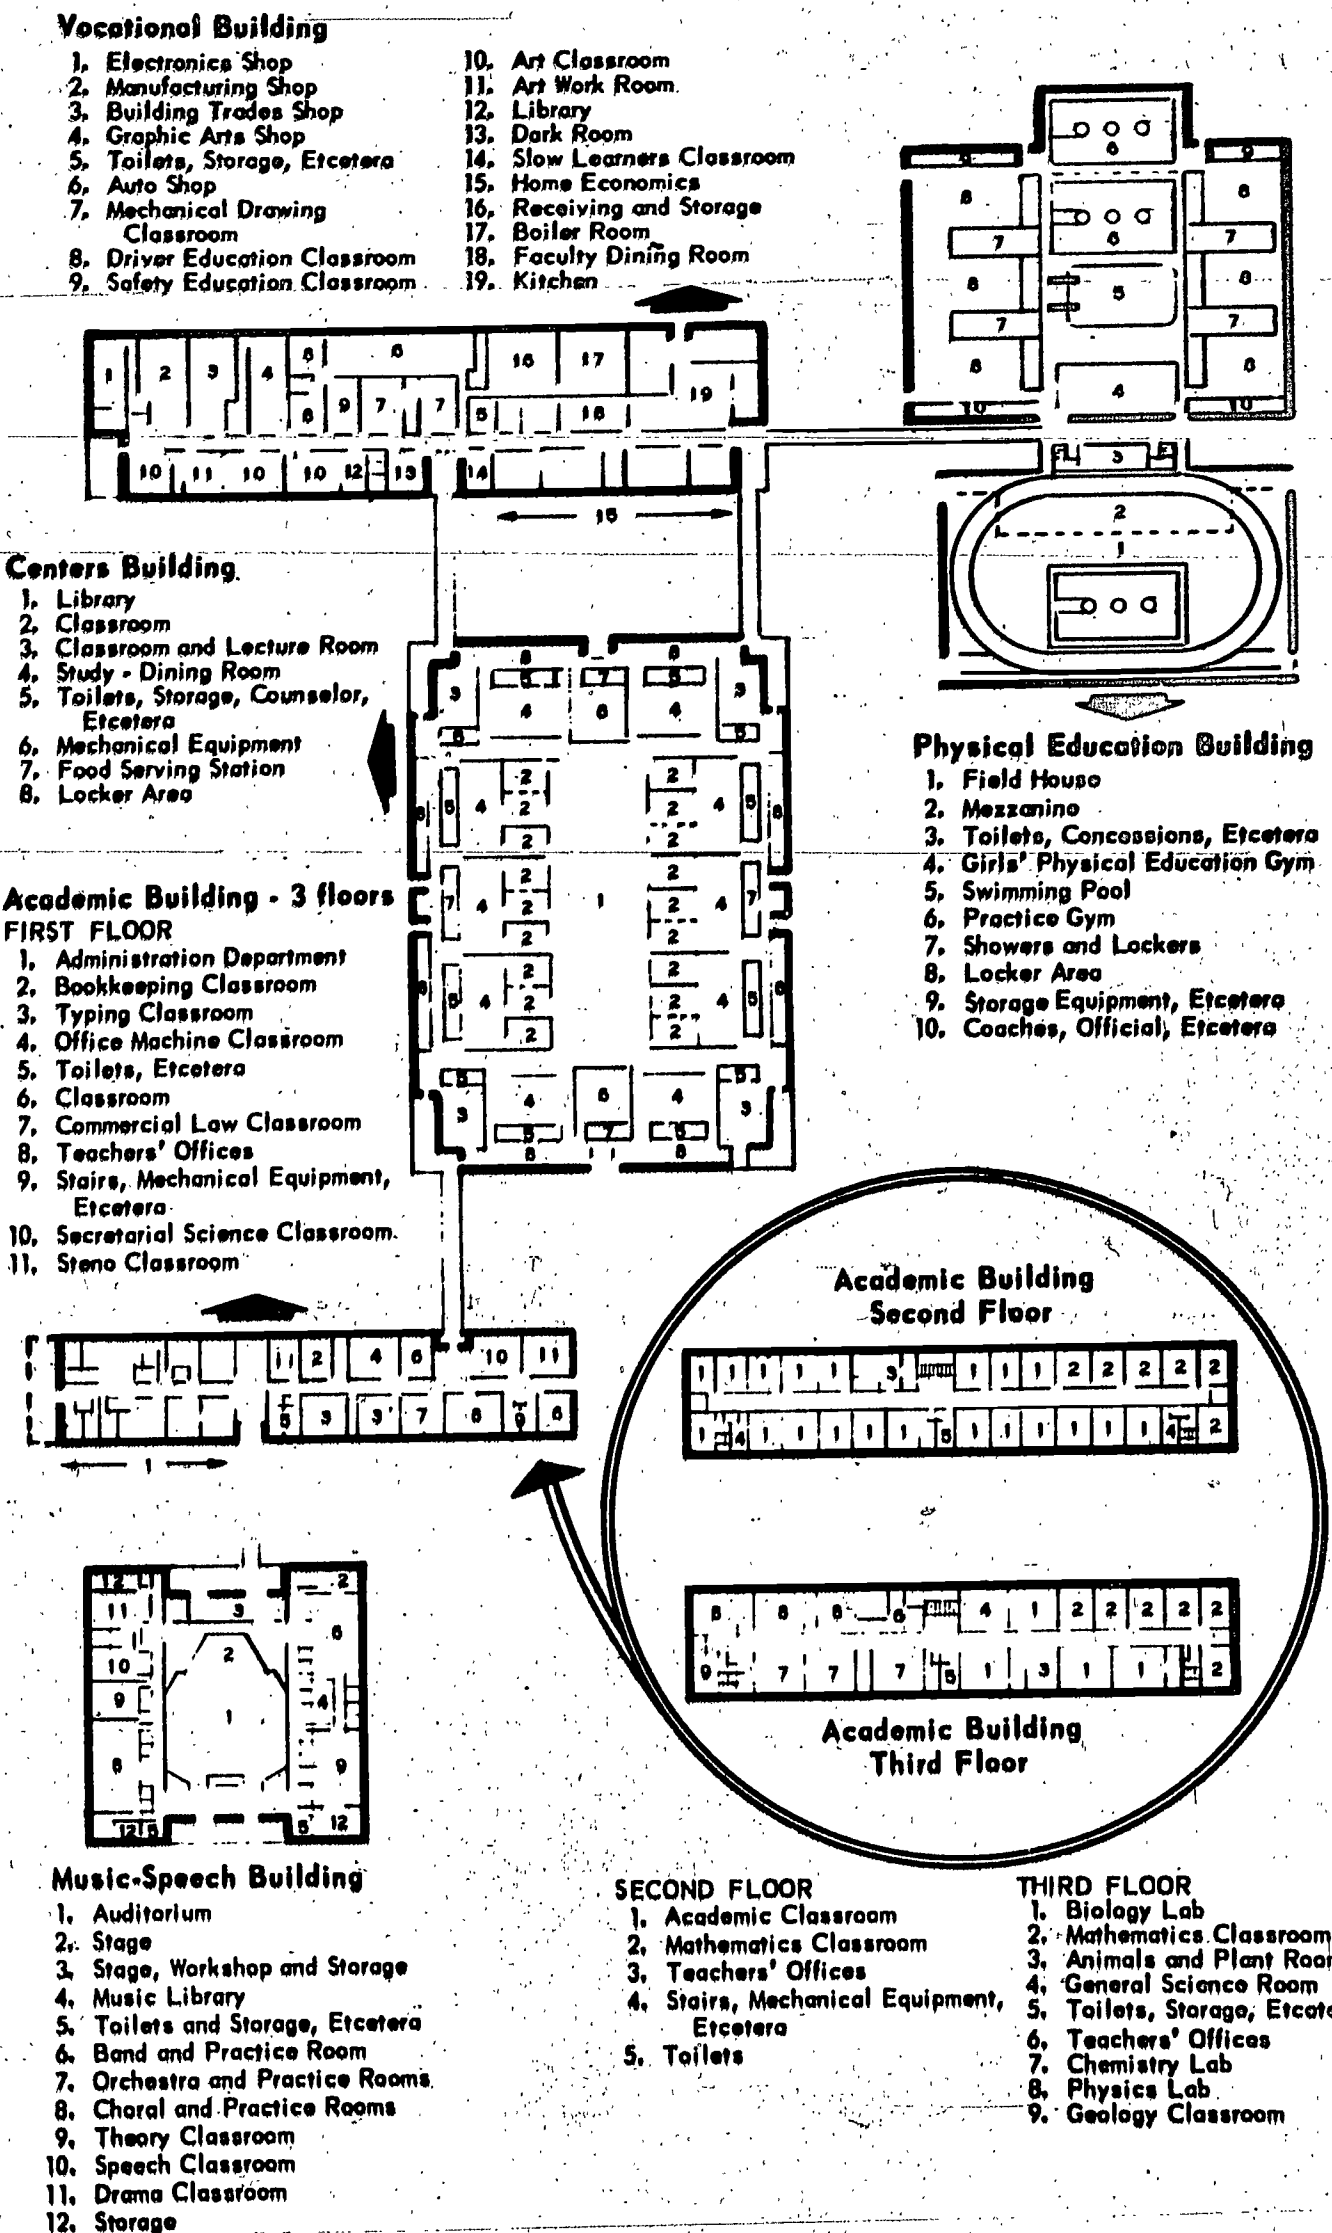 Vocational Building
1. Electronics Shop
2. Manufacturing Shop
3. Building Trades Shop
4. Graphic Arts Shop
5. Toilets, Storage, Etcetera
6. Auto Shop
7. Mechanical Drawing
Classroom
8. Driver Education Classroom
9. Safety Education Classroom
10. Art Classroom
11. Art Work Room
12. Library
13. Dark Room
14. Slow Learners Classroom
15. Home Economics
16. Receiving and Storage
17. Boiler Room
18. Faculty Dining Room
19. Kitchen
Centers Building
1. Library
2. Classroom
3. Classroom and Lecture Room
4. Study - Dining Room
5. Toilets, Storage, Counselor,
Etcetera
6. Mechanical Equipment
7. Food Serving Station
8. Locker Area
Physical Education Building
1. Field House
2. Mezzanine
3. Toilets, Concessions, Etcetera
4. Girls' Physical Education Gym
5. Swimming Pool
6. Practice Gym
7. Showers and Lockers
8. Locker Area
9. Storage Equipment, Etcetera
10. Coaches, Official, Etcetera
Academic Building - 3 floors
FIRST FLOOR
1. Administration Department
2. Bookkeeping Classroom
3. Typing Classroom
4. Office Machine Classroom
5. Toilets, Etcetera
6. Classroom
7. Commercial Law Classroom
8. Teachers' Offices
9. Stairs, Mechanical Equipment,
Etcetera
10. Secretarial Science Classroom
11. Steno Classroom
Academic Building
Second Floor
Academic Building
Third Floor
Music-Speech Building
1. Auditorium
2. Stage
3. Stage, Workshop and Storage
4. Music Library
5. Toilets and Storage, Etcetera
6. Band and Practice Room
7. Orchestra and Practice Rooms
8. Choral and Practice Rooms
9. Theory Classroom
10. Speech Classroom
11. Drama Classroom
12. Storage
SECOND FLOOR
1. Academic Classroom
2. Mathematics Classroom
3. Teachers' Offices
4. Stairs, Mechanical Equipment,
Etcetera
5. Toilets
THIRD FLOOR
1. Biology Lab
2. Mathematics Classroom
3. Animals and Plant Roo
4. General Science Room
5. Toilets, Storage, Etcete
6. Teachers' Offices
7. Chemistry Lab
8. Physics Lab
9. Geology Classroom